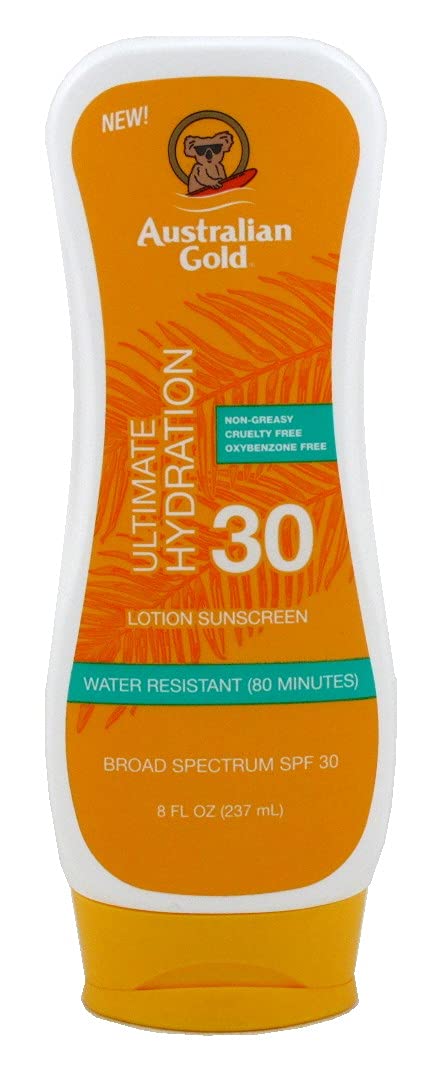 NEW!
Australian
Gold
ULTIMATE
HYDRATION
NON-GREASY
CRUELTY FREE
OXYBENZONE FREE
30
LOTION SUNSCREEN
WATER RESISTANT (80 MINUTES)
BROAD SPECTRUM SPF 30
8 FL OZ (237 mL)